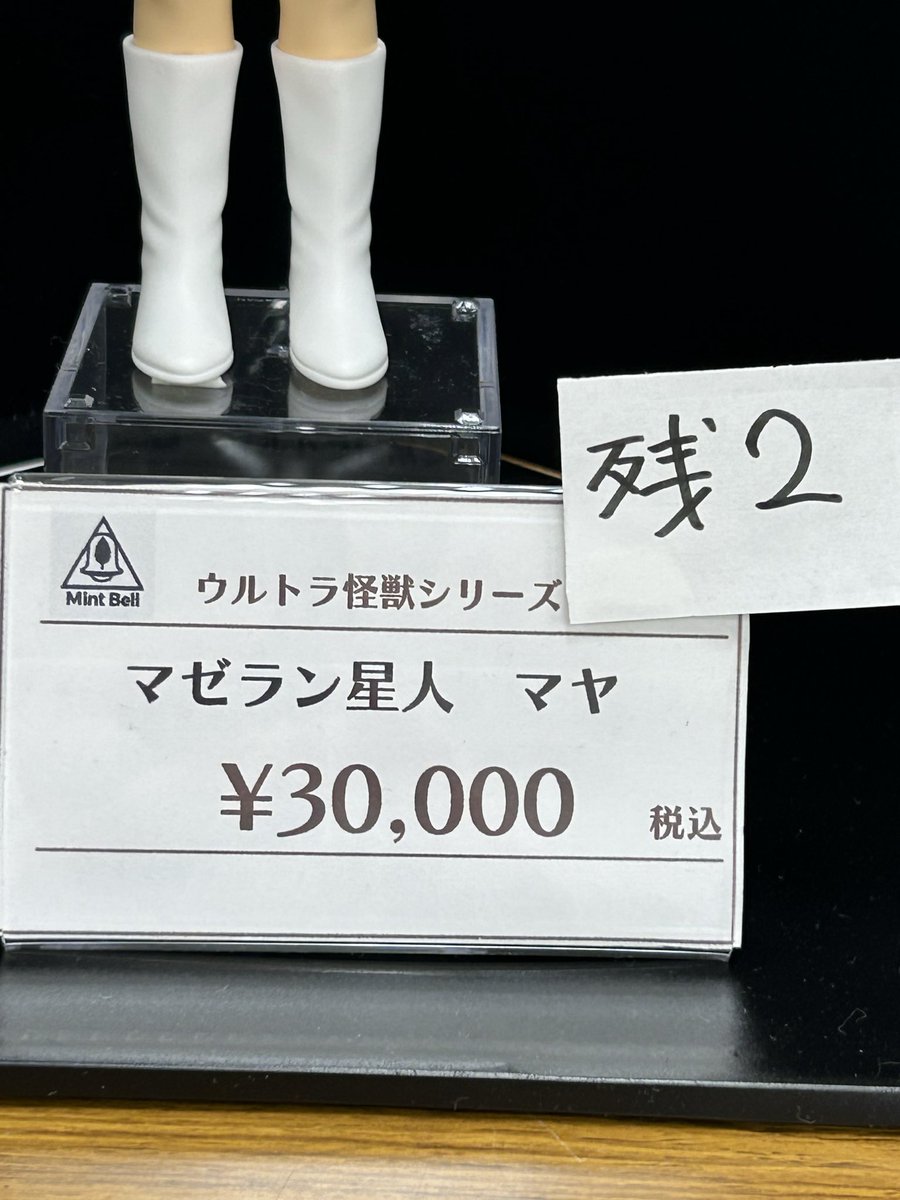 残2
Mint Bell
ウルトラ怪獣シリーズ
マゼラン星人 マヤ
¥30,000 税込